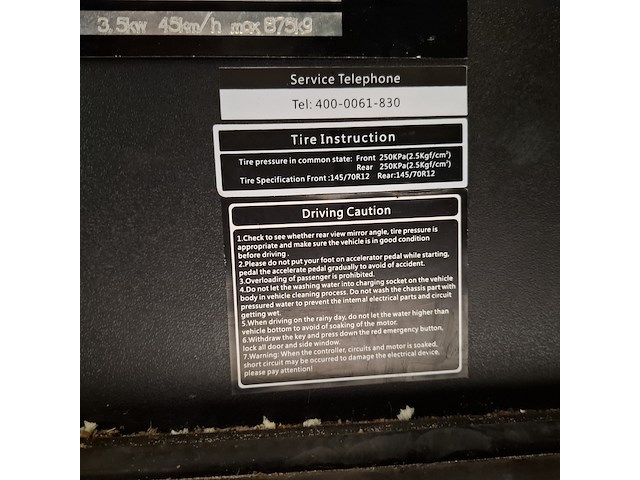 3.5kw 45km/h max 875kg
Service Telephone
Tel: 400-0061-830
Tire Instruction
Tire pressure in common state: Front 250KPa(2.5Kgf/cm²)
Rear 250KPa(2.5Kgf/cm²)
Tire Specification Front:145/70R12 Rear:145/70R12
Driving Caution
1.Check to see whether rear view mirror angle, tire pressure is
appropriate and make sure the vehicle is in good condition
before driving.
2.Please do not put your foot on accelerator pedal while starting,
pedal the accelerate pedal gradually to avoid of accident.
3.Overloading of passenger is prohibited.
4.Do not let the washing water into charging socket on the vehicle
body in vehicle cleaning process. Do not wash the chassis part with
pressured water to prevent the internal electrical parts and circuit
getting wet.
5.When driving on the rainy day, do not let the water higher than
vehicle bottom to avoid of soaking of the motor.
6.Withdraw the key and press down the red emergency button,
lock all door and side window.
7.Warning: When the controller, circuits and motor is soaked,
short circuit may be occurred to damage the electrical device,
please pay attention!